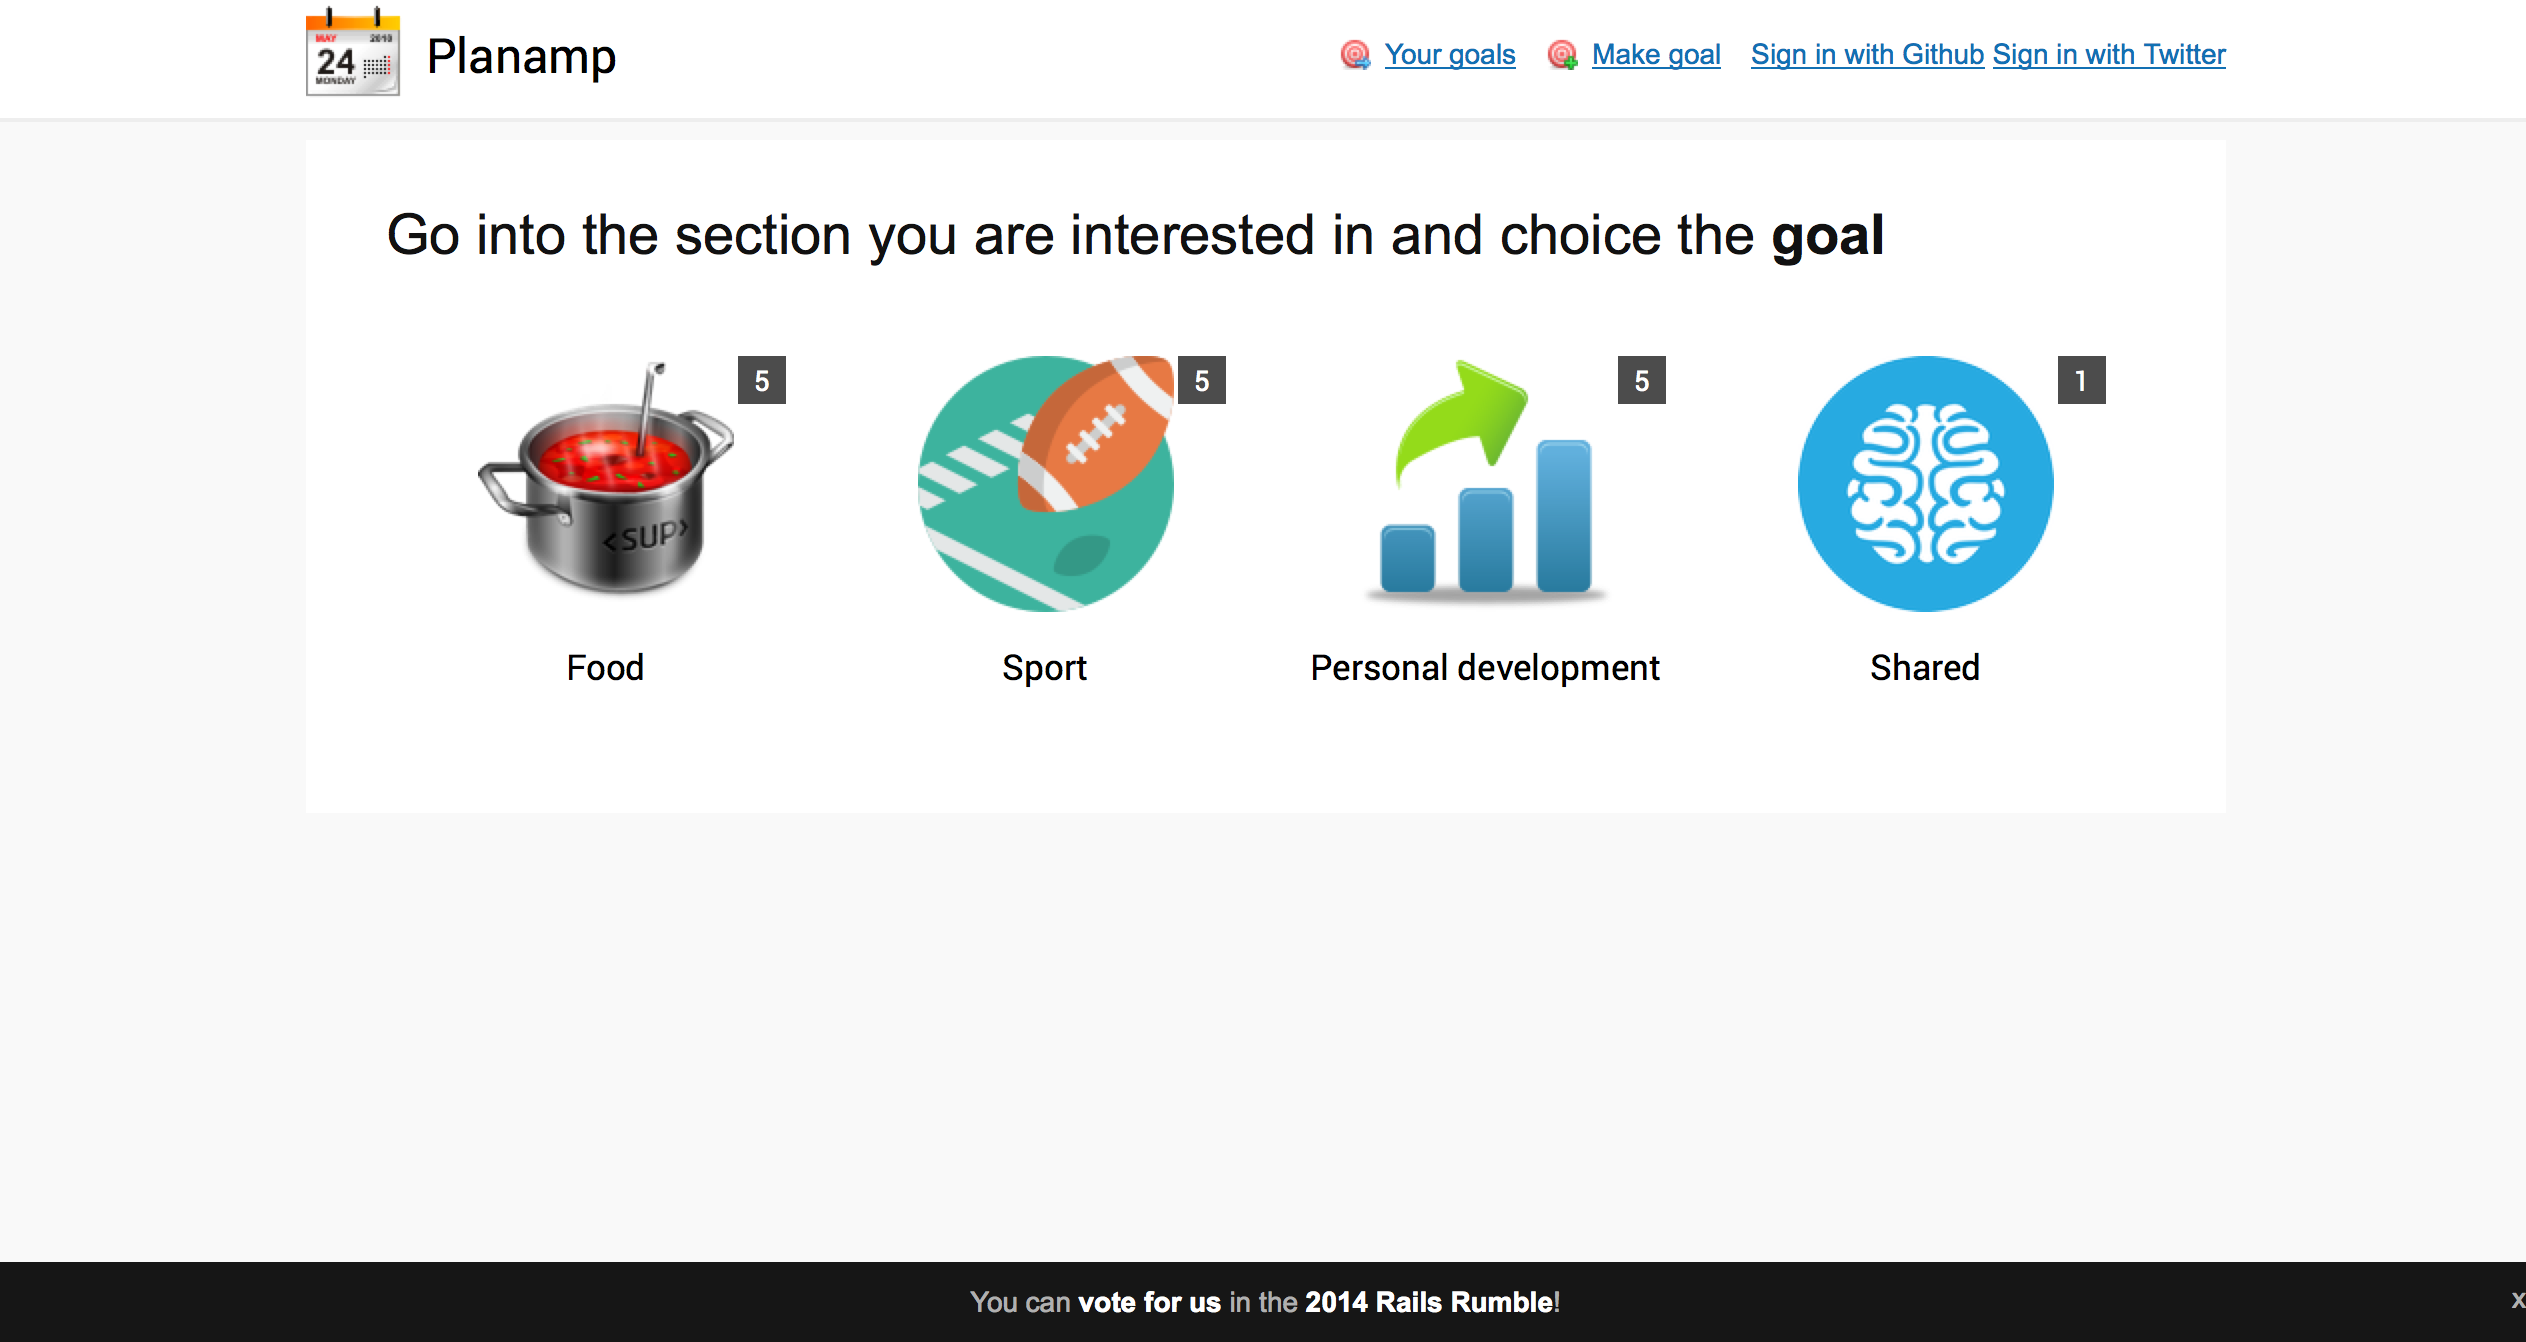 MAY 2010
24
MONDAY
Planamp
Your goals Make goal Sign in with Github Sign in with Twitter
Go into the section you are interested in and choice the goal
5 5 5 1
<SUP>
Food Sport Personal development Shared
You can vote for us in the 2014 Rails Rumble! x